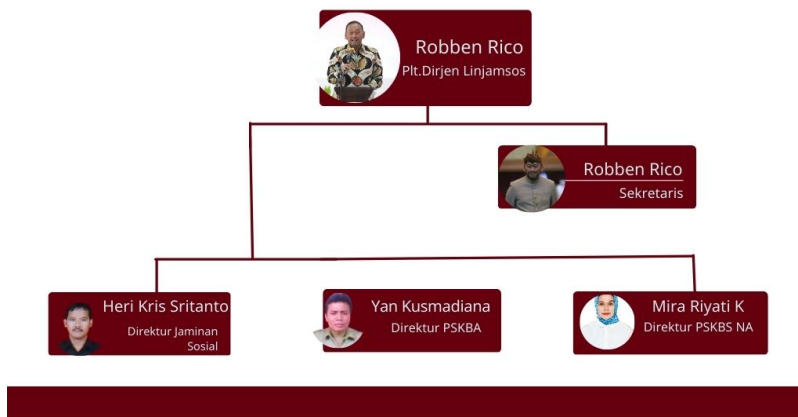 Robben Rico
Plt.Dirjen Linjamsos
Robben Rico
Sekretaris
Heri Kris Sritanto
Direktur Jaminan
Sosial
Yan Kusmadiana
Direktur PSKBA
Mira Riyati K
Direktur PSKBS NA